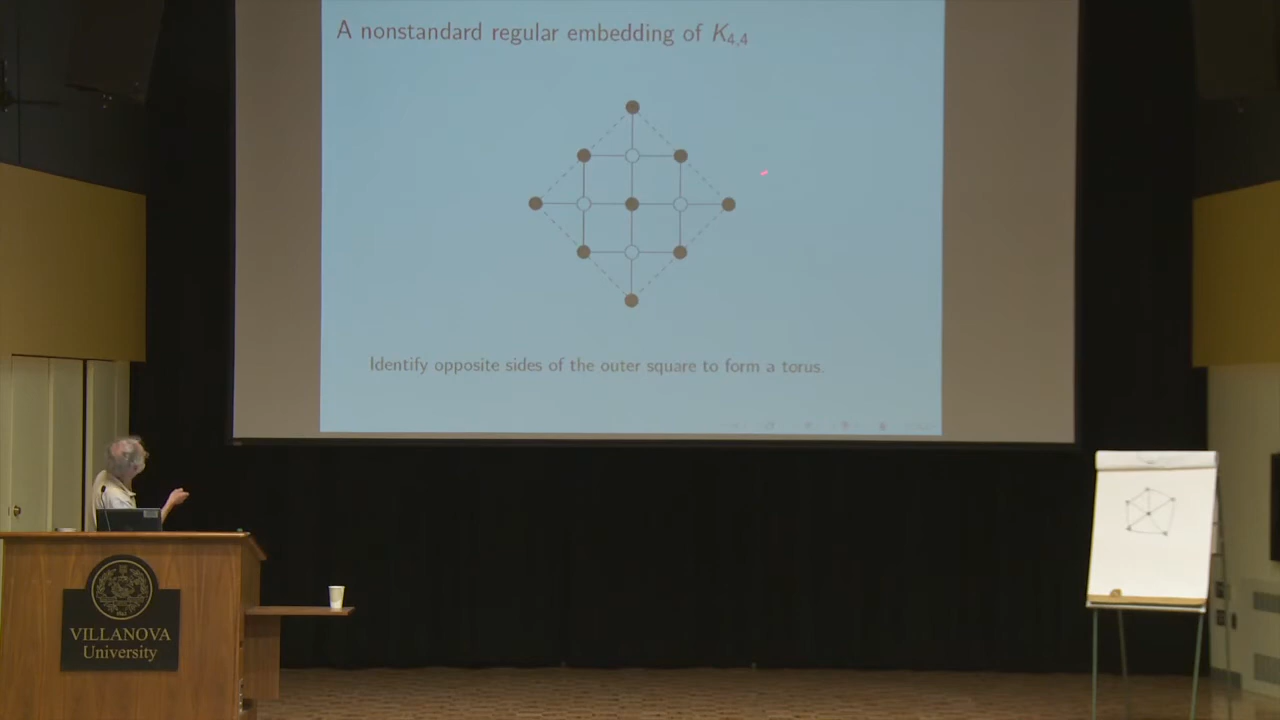 A nonstandard regular embedding of K4,4
Identify opposite sides of the outer square to form a torus.
VILLANOVA
University